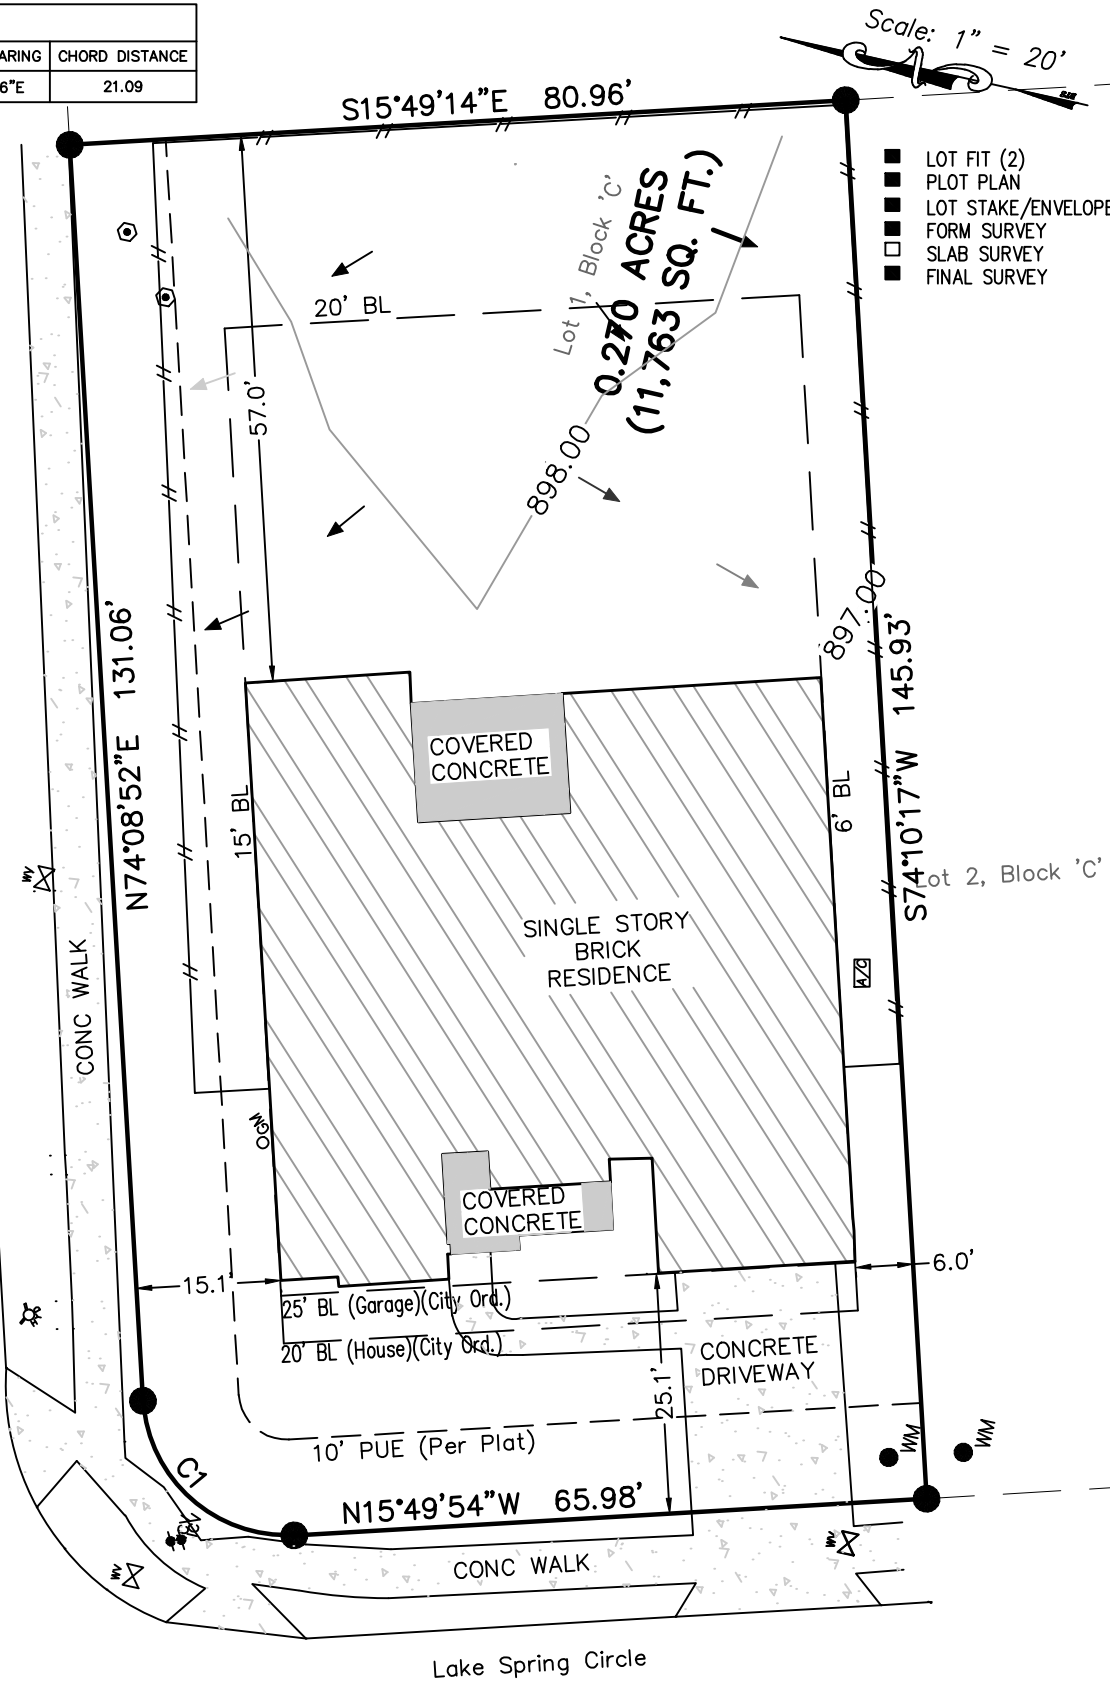 ARING CHORD DISTANCE
6"E 21.09
Scale: 1" = 20'
S15°49'14"E 80.96'
LOT FIT (2)
PLOT PLAN
LOT STAKE/ENVELOPE
FORM SURVEY
SLAB SURVEY
FINAL SURVEY
Lot 1, Block 'C'
0.270 ACRES
(11,763 SQ. FT.)
20' BL
57.0'
898.00
897.00
N74°08'52"E 131.06'
S74°10'17"W 145.93'
COVERED
CONCRETE
15' BL
6' BL
Lot 2, Block 'C'
WV
SINGLE STORY
BRICK
RESIDENCE
CONC WALK
A/C
GM
COVERED
CONCRETE
15.1'
6.0'
25' BL (Garage)(City Ord.)
20' BL (House)(City Ord.)
CONCRETE
DRIVEWAY
25.1'
10' PUE (Per Plat)
WM
WM
C1
N15°49'54"W 65.98'
WV
WV
CONC WALK
Lake Spring Circle